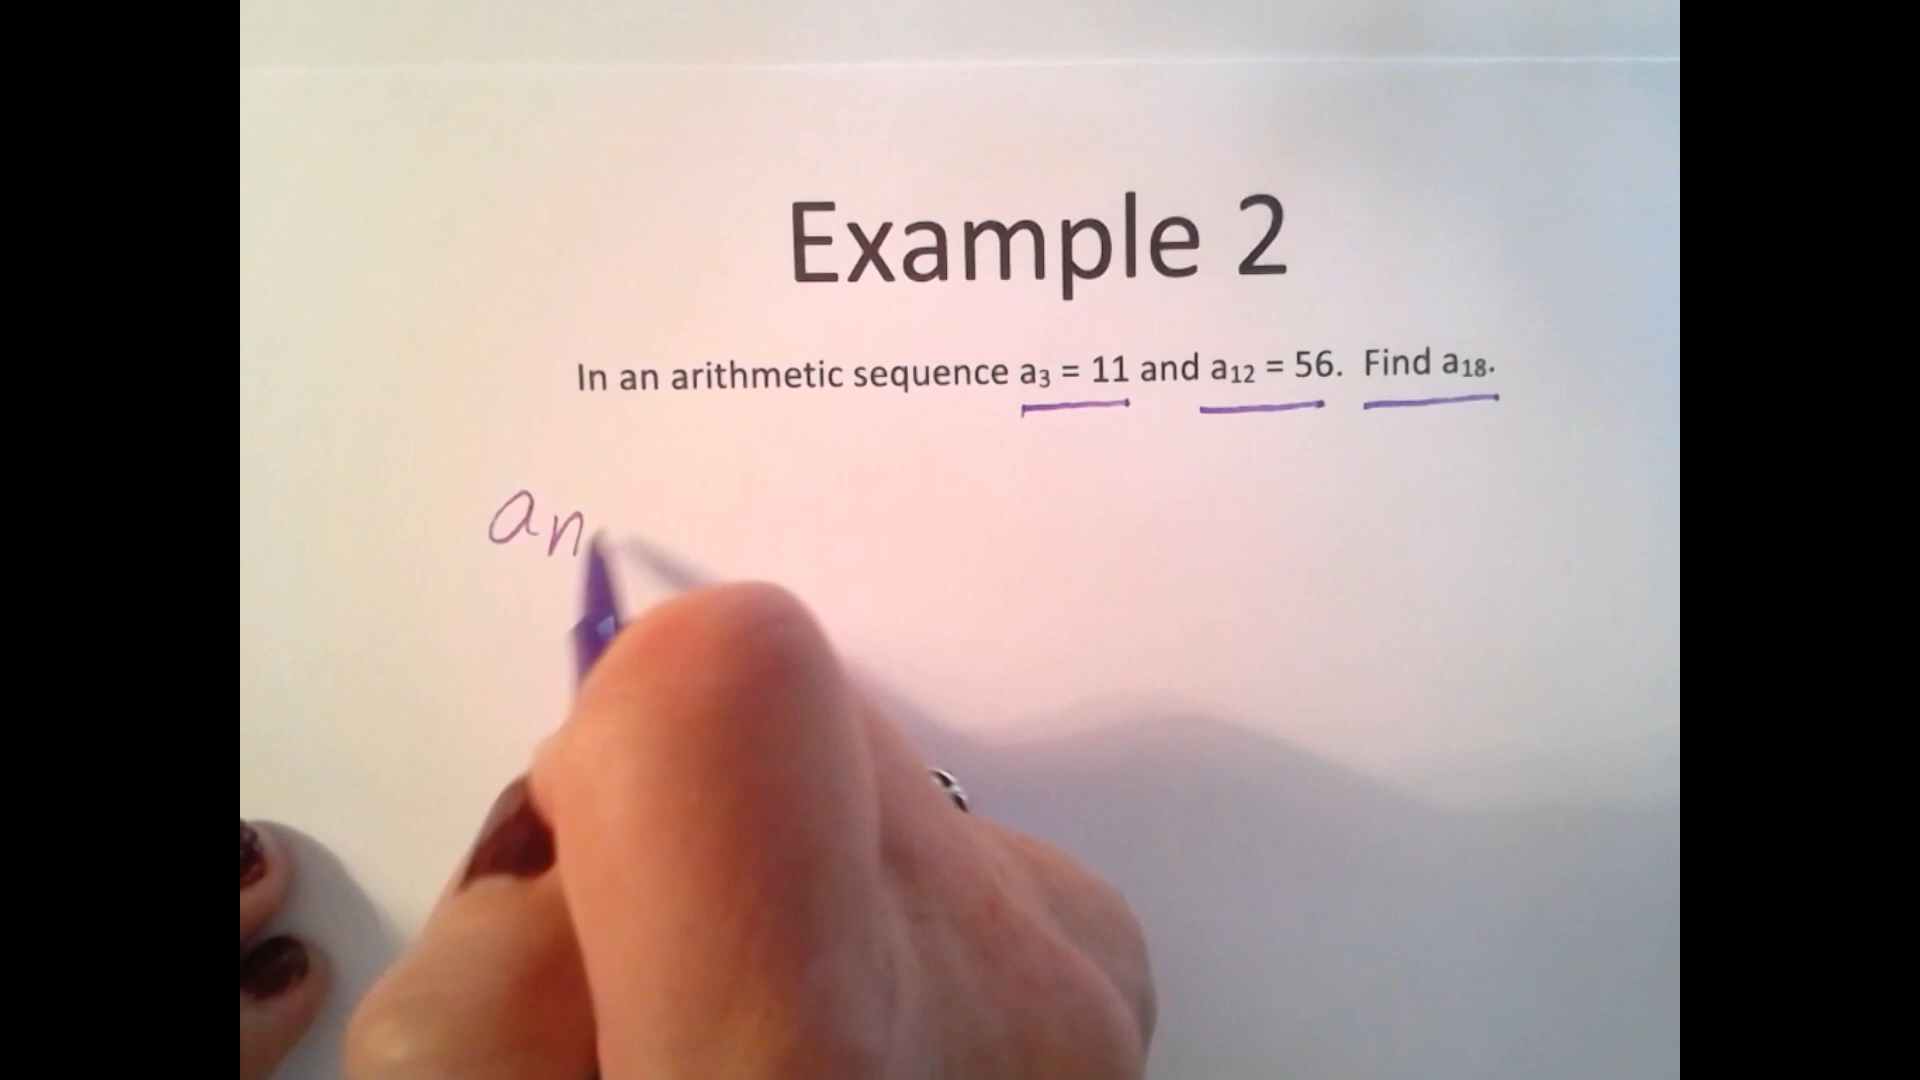 Example 2
In an arithmetic sequence a₃ = 11 and a₁₂ = 56. Find a₁₈.
aₙ